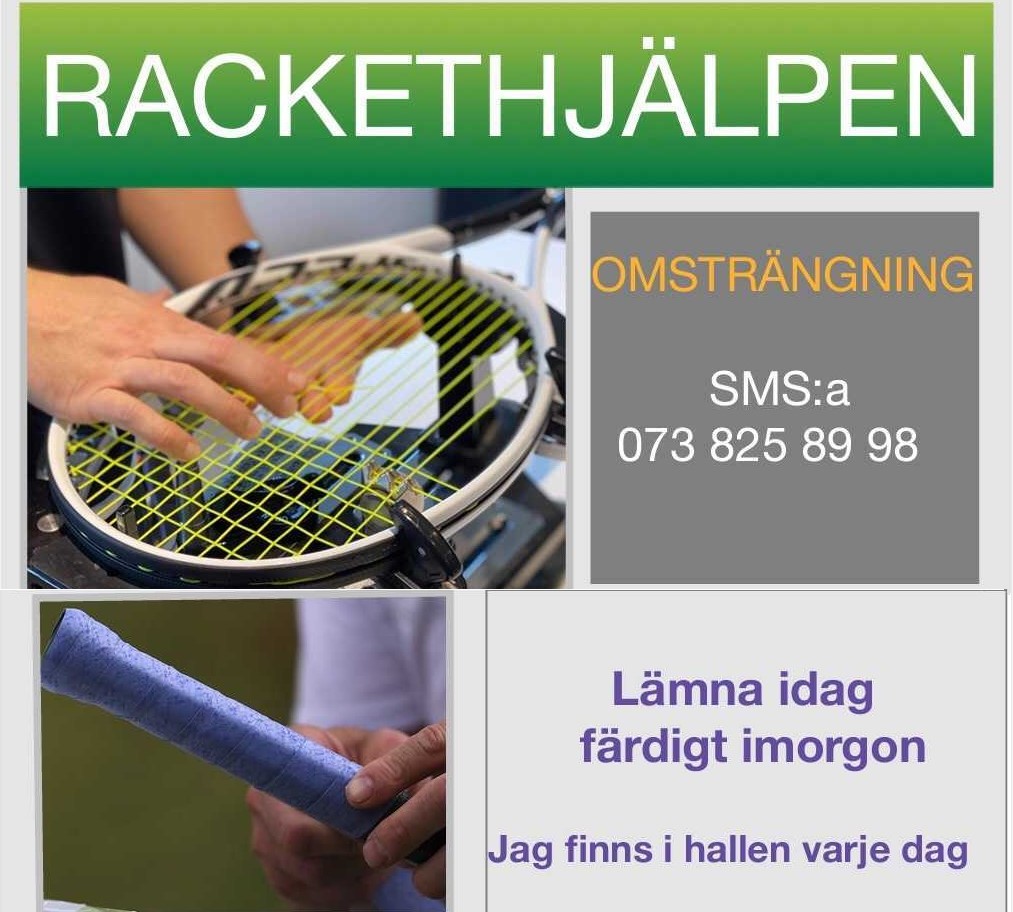 RACKETHJÄLPEN
OMSTRÄNGNING
SMS:a
073 825 89 98
Lämna idag
färdigt imorgon
Jag finns i hallen varje dag